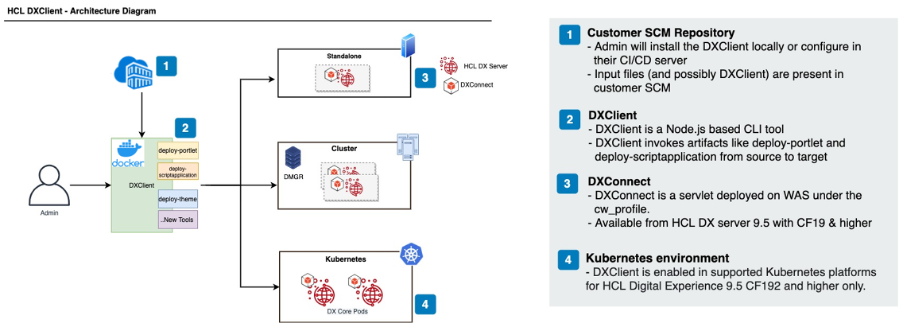 HCL DXClient - Architecture Diagram
1
2
docker
DXClient
deploy-portlet
deploy-
scriptapplication
deploy-theme
..New Tools
Admin
Standalone
3
HCL DX Server
DXConnect
Cluster
DMGR
Kubernetes
DX Core Pods
4
1 Customer SCM Repository
- Admin will install the DXClient locally or configure in
their CI/CD server
- Input files (and possibly DXClient) are present in
customer SCM
2 DXClient
- DXClient is a Node.js based CLI tool
- DXClient invokes artifacts like deploy-portlet and
deploy-scriptapplication from source to target
3 DXConnect
- DXConnect is a servlet deployed on WAS under the
cw_profile.
- Available from HCL DX server 9.5 with CF19 & higher
4 Kubernetes environment
- DXClient is enabled in supported Kubernetes platforms
for HCL Digital Experience 9.5 CF192 and higher only.